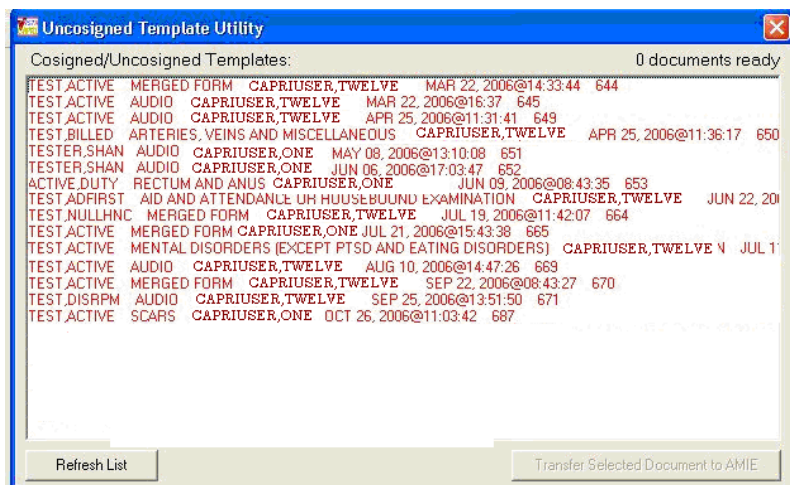 Uncosigned Template Utility
Cosigned/Uncosigned Templates: 0 documents ready
TEST,ACTIVE MERGED FORM CAPRIUSER,TWELVE MAR 22, 2006@14:33:44 644
TEST,ACTIVE AUDIO CAPRIUSER,TWELVE MAR 22, 2006@16:37 645
TEST,ACTIVE AUDIO CAPRIUSER,TWELVE APR 25, 2006@11:31:41 649
TEST,BILLED ARTERIES, VEINS AND MISCELLANEOUS CAPRIUSER,TWELVE APR 25, 2006@11:36:17 650
TESTER,SHAN AUDIO CAPRIUSER,ONE MAY 08, 2006@13:10:08 651
TESTER,SHAN AUDIO CAPRIUSER,ONE JUN 06, 2006@17:03:47 652
ACTIVE,DUTY RECTUM AND ANUS CAPRIUSER,ONE JUN 09, 2006@08:43:35 653
TEST,ADFIRST AID AND ATTENDANCE OR HOUSEBOUND EXAMINATION CAPRIUSER,TWELVE JUN 22, 20
TEST,NULLHNC MERGED FORM CAPRIUSER,TWELVE JUL 19, 2006@11:42:07 664
TEST,ACTIVE MERGED FORM CAPRIUSER,ONE JUL 21, 2006@15:43:38 665
TEST,ACTIVE MENTAL DISORDERS (EXCEPT PTSD AND EATING DISORDERS) CAPRIUSER,TWELVE JUL
TEST,ACTIVE AUDIO CAPRIUSER,TWELVE AUG 10, 2006@14:47:26 669
TEST,ACTIVE MERGED FORM CAPRIUSER,TWELVE SEP 22, 2006@08:43:27 670
TEST,DISRPM AUDIO CAPRIUSER,TWELVE SEP 25, 2006@13:51:50 671
TEST,ACTIVE SCARS CAPRIUSER,ONE OCT 26, 2006@11:03:42 687
Refresh List Transfer Selected Document to AMIE